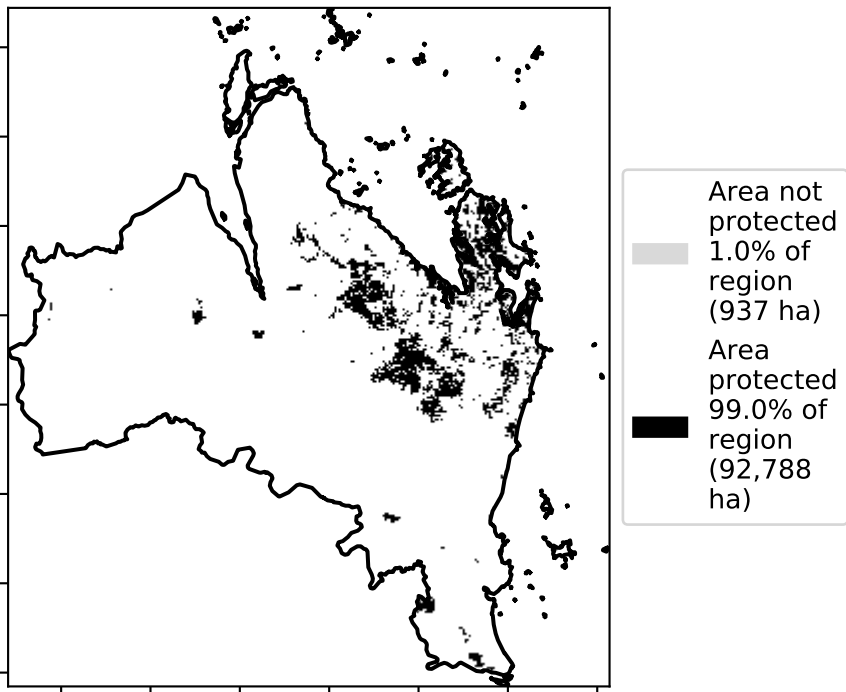 Area not
protected
1.0% of
region
(937 ha)
Area
protected
99.0% of
region
(92,788
ha)